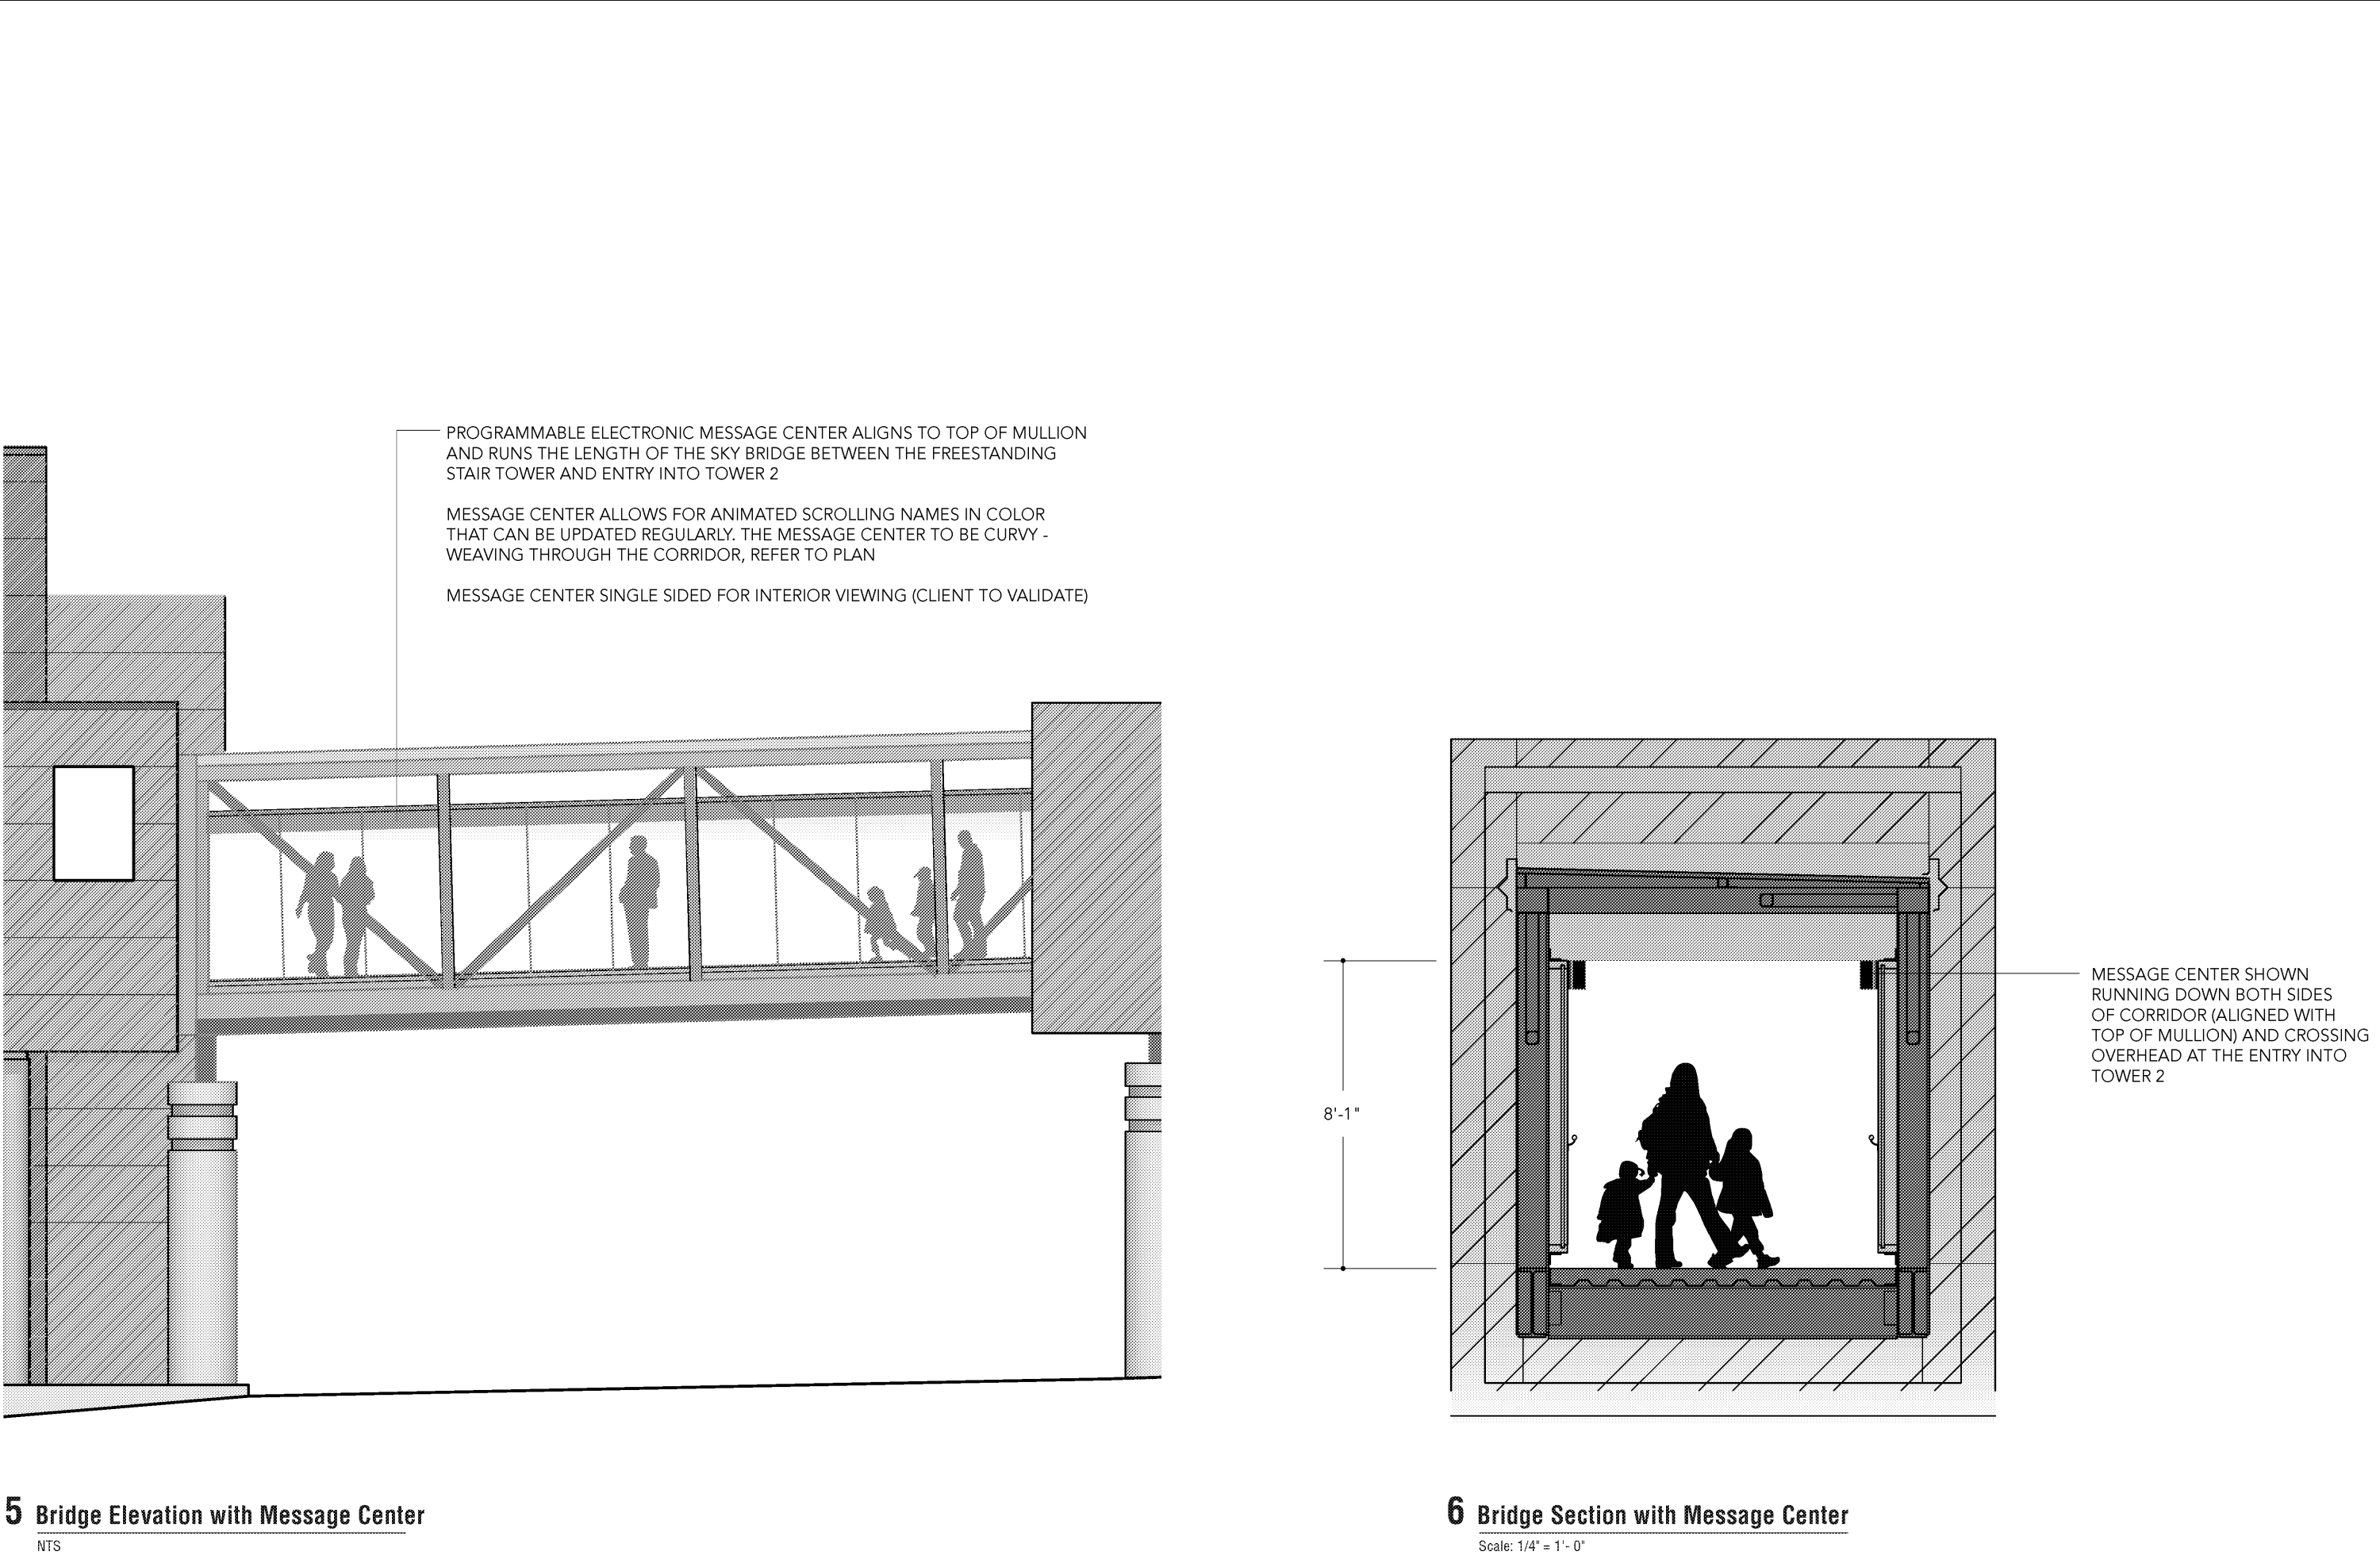 PROGRAMMABLE ELECTRONIC MESSAGE CENTER ALIGNS TO TOP OF MULLION
AND RUNS THE LENGTH OF THE SKY BRIDGE BETWEEN THE FREESTANDING
STAIR TOWER AND ENTRY INTO TOWER 2
MESSAGE CENTER ALLOWS FOR ANIMATED SCROLLING NAMES IN COLOR
THAT CAN BE UPDATED REGULARLY. THE MESSAGE CENTER TO BE CURVY -
WEAVING THROUGH THE CORRIDOR, REFER TO PLAN
MESSAGE CENTER SINGLE SIDED FOR INTERIOR VIEWING (CLIENT TO VALIDATE)
5 Bridge Elevation with Message Center
NTS
8'-1"
MESSAGE CENTER SHOWN
RUNNING DOWN BOTH SIDES
OF CORRIDOR (ALIGNED WITH
TOP OF MULLION) AND CROSSING
OVERHEAD AT THE ENTRY INTO
TOWER 2
6 Bridge Section with Message Center
Scale: 1/4" = 1'- 0"